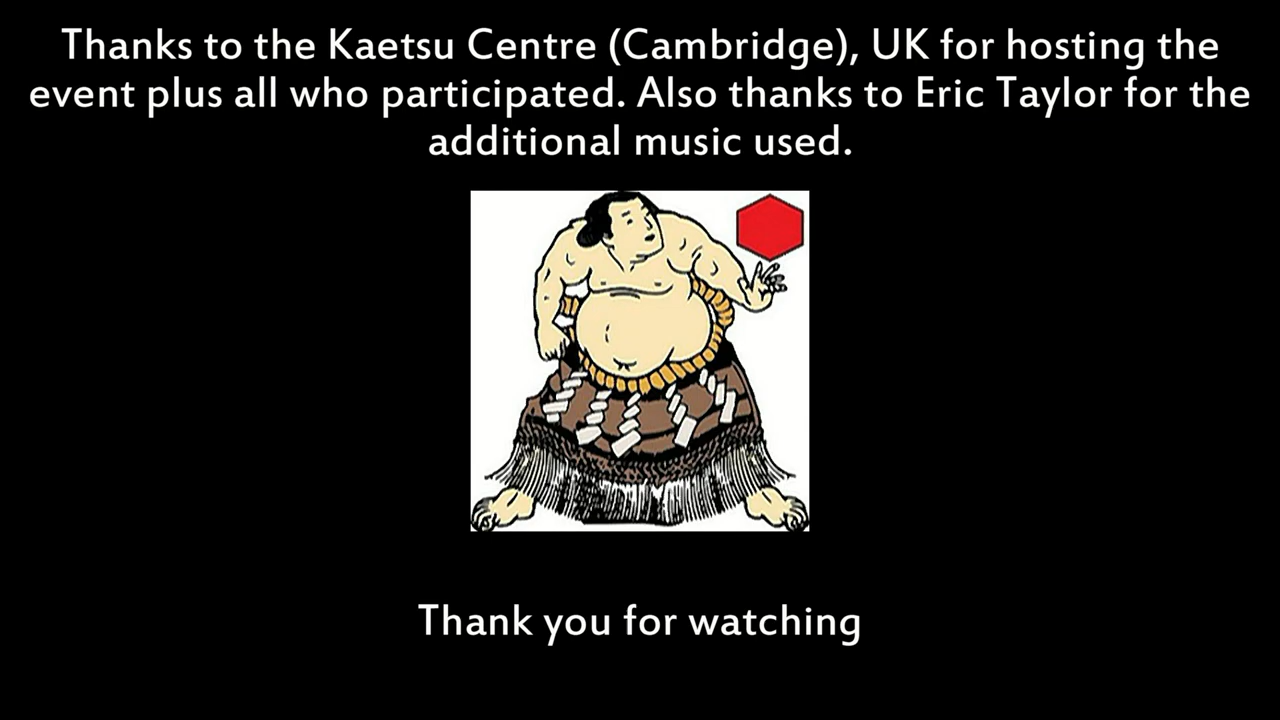 Thanks to the Kaetsu Centre (Cambridge), UK for hosting the
event plus all who participated. Also thanks to Eric Taylor for the
additional music used.
Thank you for watching